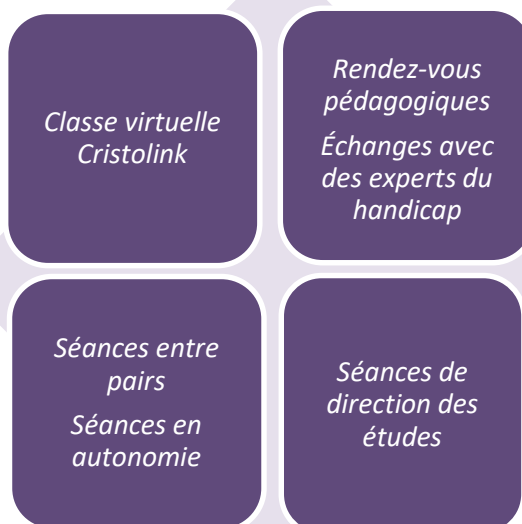 Classe virtuelle
Cristolink
Rendez-vous
pédagogiques
Échanges avec
des experts du
handicap
Séances entre
pairs
Séances en
autonomie
Séances de
direction des
études